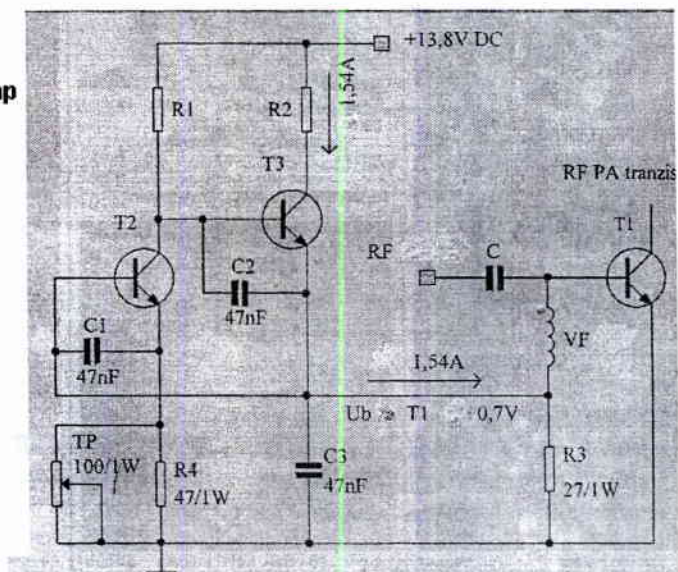 +13,8V DC
1,54A
R1
R2
T3
T2
RF PA tranzis
T1
RF
C
C2
47nF
C1
47nF
VF
1,54A
Ub
T1
0,7V
TP
100/1W
R4
47/1W
C3
47nF
R3
27/1W